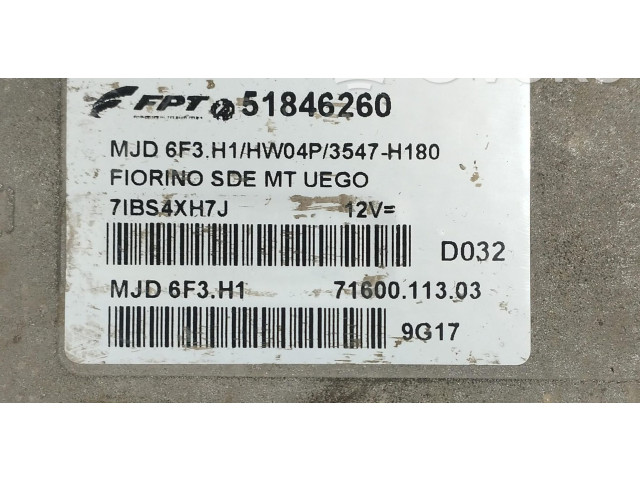 FPT 51846260
MJD 6F3.H1/HW04P/3547-H180
FIORINO SDE MT UEGO
7IBS4XH7J 12V=
D032
MJD 6F3.H1 71600.113.03
9G17